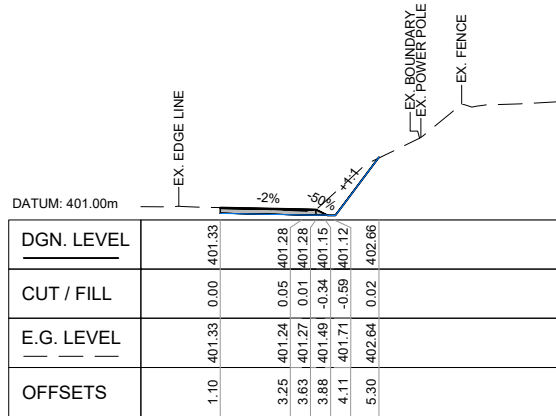 EX. EDGE LINE
EX. BOUNDARY
EX. POWER POLE
EX. FENCE
-2%
-50%
+1:1
DATUM: 401.00m
DGN. LEVEL 401.33 401.28 401.28 401.15 401.12 402.66
CUT / FILL 0.00 0.05 0.01 -0.34 -0.59 0.02
E.G. LEVEL 401.33 401.24 401.27 401.49 401.71 402.64
OFFSETS 1.10 3.25 3.63 3.88 4.11 5.30